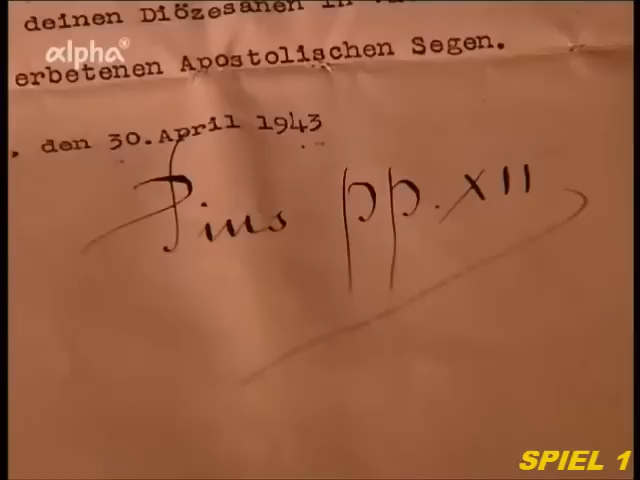 deinen Diözesanen in
alpha
erbetenen Apostolischen Segen.
, den 30.April 1943
Pius pp. XII
SPIEL 1